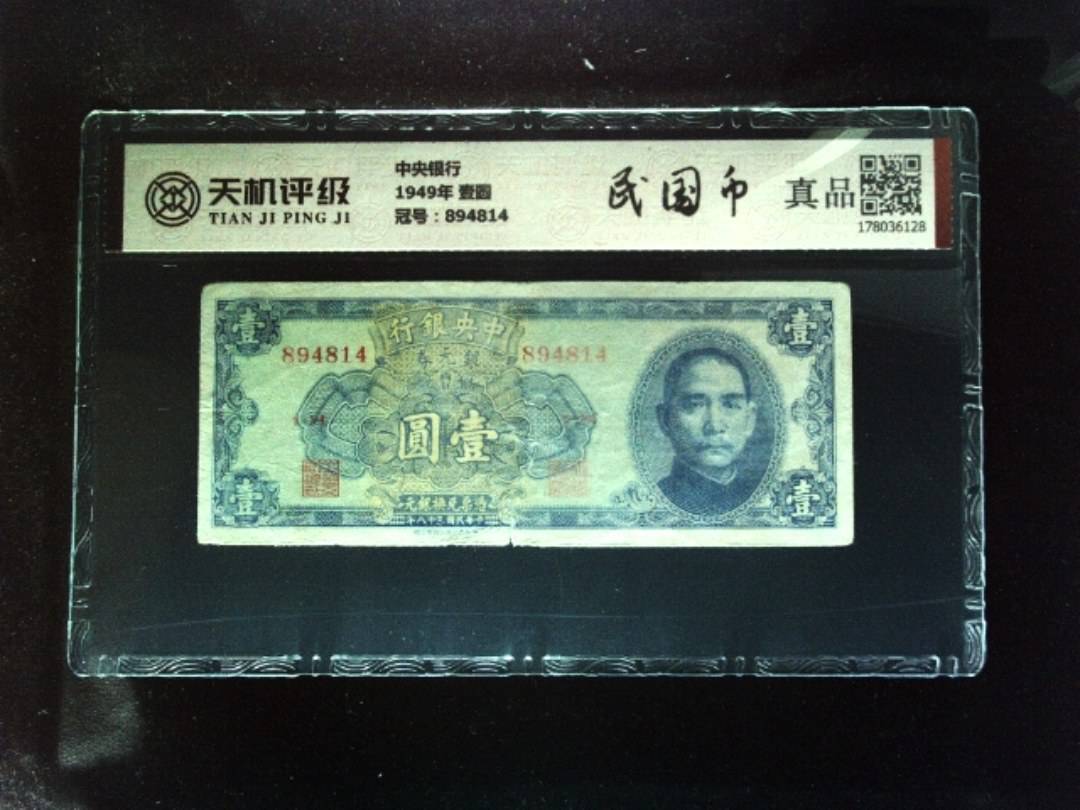 天机评级
TIAN JI PING JI
中央银行
1949年 壹圆
冠号：894814
民国币
真品
178036128
壹
壹
行銀央中
894814
894814
圓壹
壹
壹